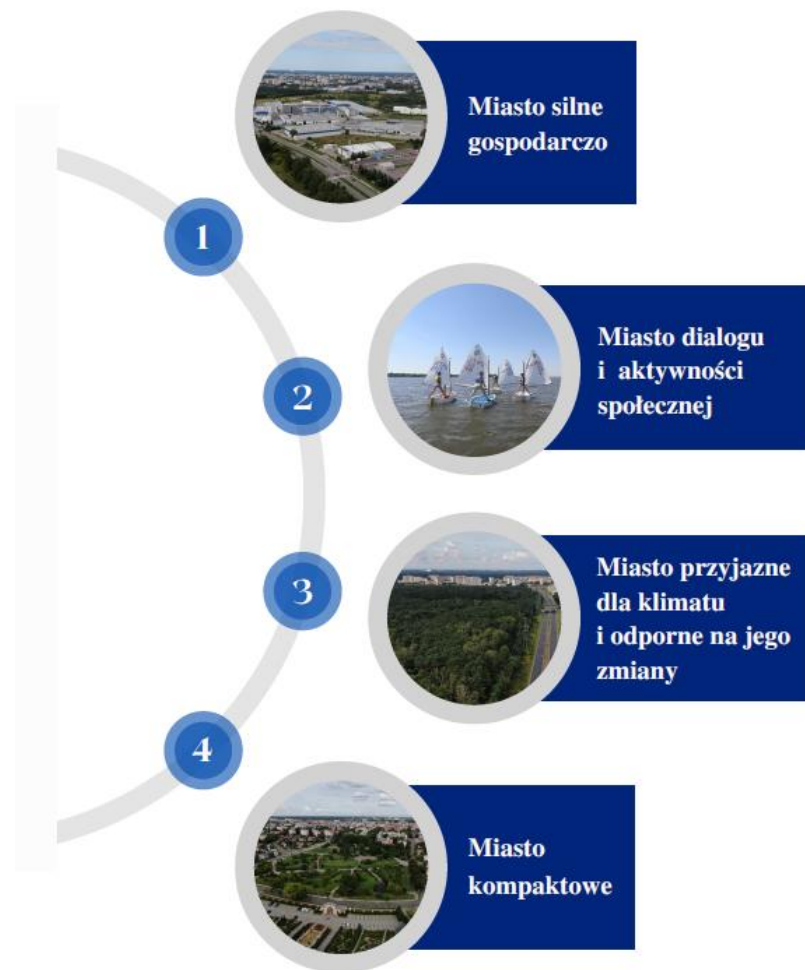 Miasto silne
gospodarczo
1
Miasto dialogu
i aktywności
społecznej
2
Miasto przyjazne
dla klimatu
i odporne na jego
zmiany
3
4
Miasto
kompaktowe